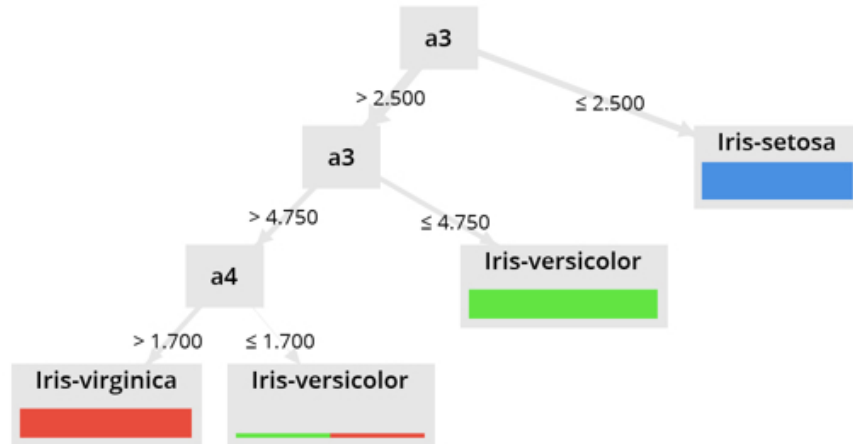 a3
> 2.500
≤ 2.500
a3
Iris-setosa
> 4.750
≤ 4.750
a4
Iris-versicolor
> 1.700
≤ 1.700
Iris-virginica
Iris-versicolor